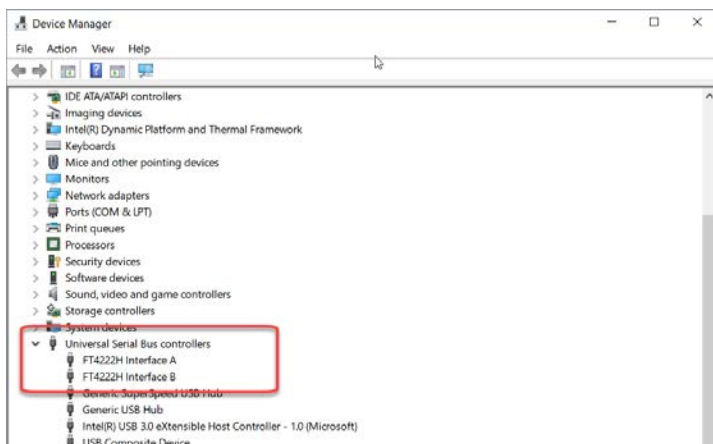 Device Manager
File Action View Help
IDE ATA/ATAPI controllers
Imaging devices
Intel(R) Dynamic Platform and Thermal Framework
Keyboards
Mice and other pointing devices
Monitors
Network adapters
Ports (COM & LPT)
Print queues
Processors
Security devices
Software devices
Sound, video and game controllers
Storage controllers
System devices
Universal Serial Bus controllers
FT4222H Interface A
FT4222H Interface B
Generic SuperSpeed USB Hub
Generic USB Hub
Intel(R) USB 3.0 eXtensible Host Controller - 1.0 (Microsoft)
USB Composite Device